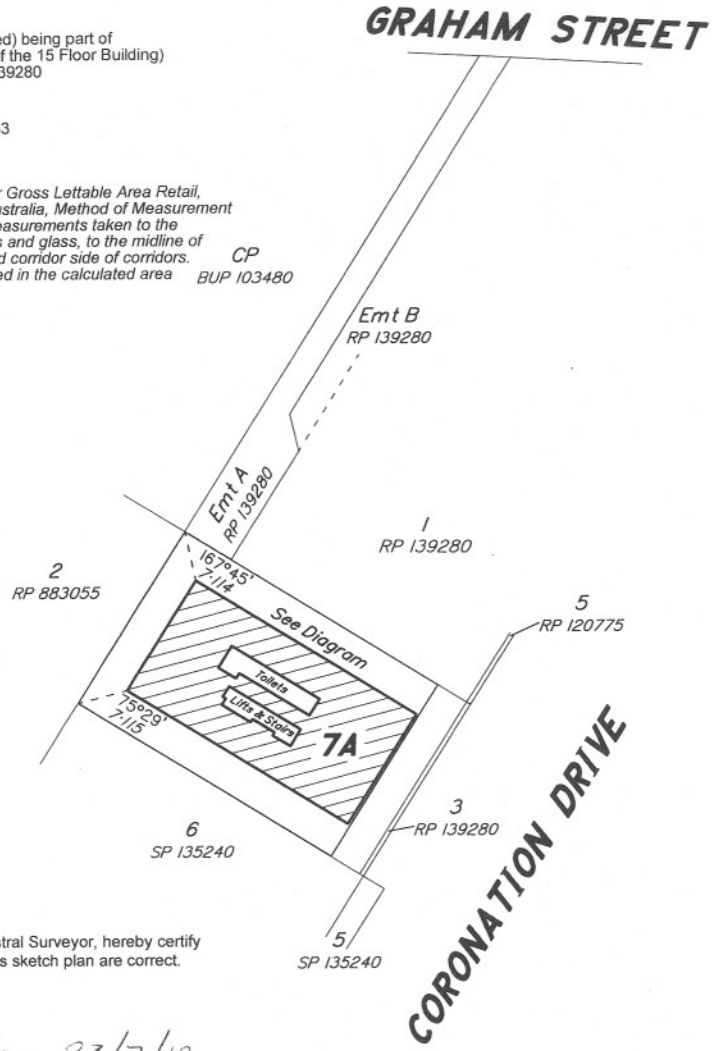 GRAHAM STREET
ed) being part of
f the 15 Floor Building)
39280
r Gross Lettable Area Retail,
ustralia, Method of Measurement
easurements taken to the
s and glass, to the midline of
d corridor side of corridors.
ed in the calculated area
CP
BUP 103480
Emt B
RP 139280
Emt A
RP 139280
1
RP 139280
2
RP 883055
167°45'
7·114
See Diagram
5
RP 120775
Toilets
Lifts & Stairs
7A
75°29'
7·115
3
RP 139280
6
SP 135240
CORONATION DRIVE
stral Surveyor, hereby certify
s sketch plan are correct.
5
SP 135240